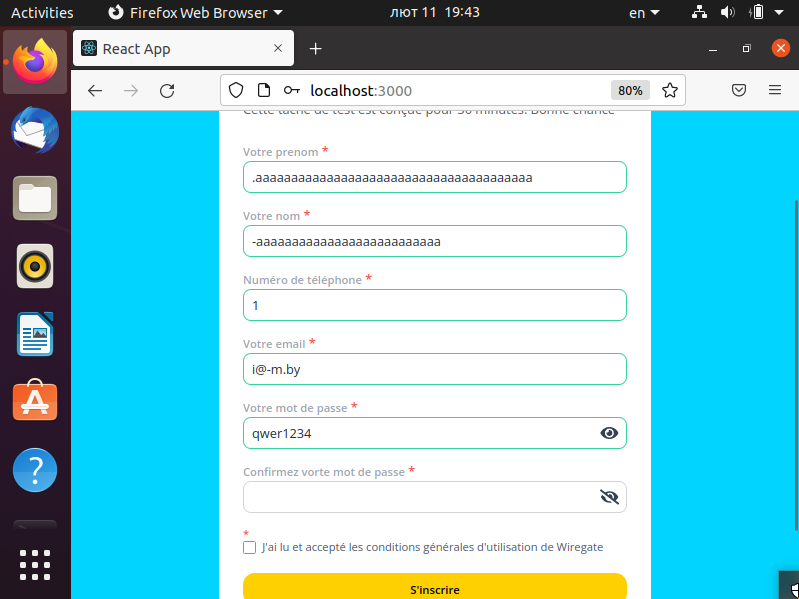 Activities
Firefox Web Browser
лют 11 19:43
en
React App
localhost:3000
80%
Cette tâche de test est conçue pour 30 minutes. Bonne chance
Votre prenom *
.aaaaaaaaaaaaaaaaaaaaaaaaaaaaaaaaaaaaaaa
Votre nom *
-aaaaaaaaaaaaaaaaaaaaaaaaaa
Numéro de téléphone *
1
Votre email *
i@-m.by
Votre mot de passe *
qwer1234
Confirmez vorte mot de passe *
*
J'ai lu et accepté les conditions générales d'utilisation de Wiregate
S'inscrire